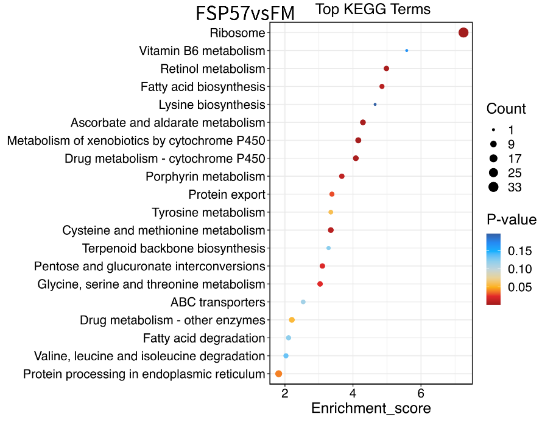 FSP57vsFM Top KEGG Terms
Ribosome
Vitamin B6 metabolism
Retinol metabolism
Fatty acid biosynthesis
Lysine biosynthesis
Ascorbate and aldarate metabolism
Metabolism of xenobiotics by cytochrome P450
Drug metabolism - cytochrome P450
Porphyrin metabolism
Protein export
Tyrosine metabolism
Cysteine and methionine metabolism
Terpenoid backbone biosynthesis
Pentose and glucuronate interconversions
Glycine, serine and threonine metabolism
ABC transporters
Drug metabolism - other enzymes
Fatty acid degradation
Valine, leucine and isoleucine degradation
Protein processing in endoplasmic reticulum
2 4 6
Enrichment_score
Count
1
9
17
25
33
P-value
0.15
0.10
0.05